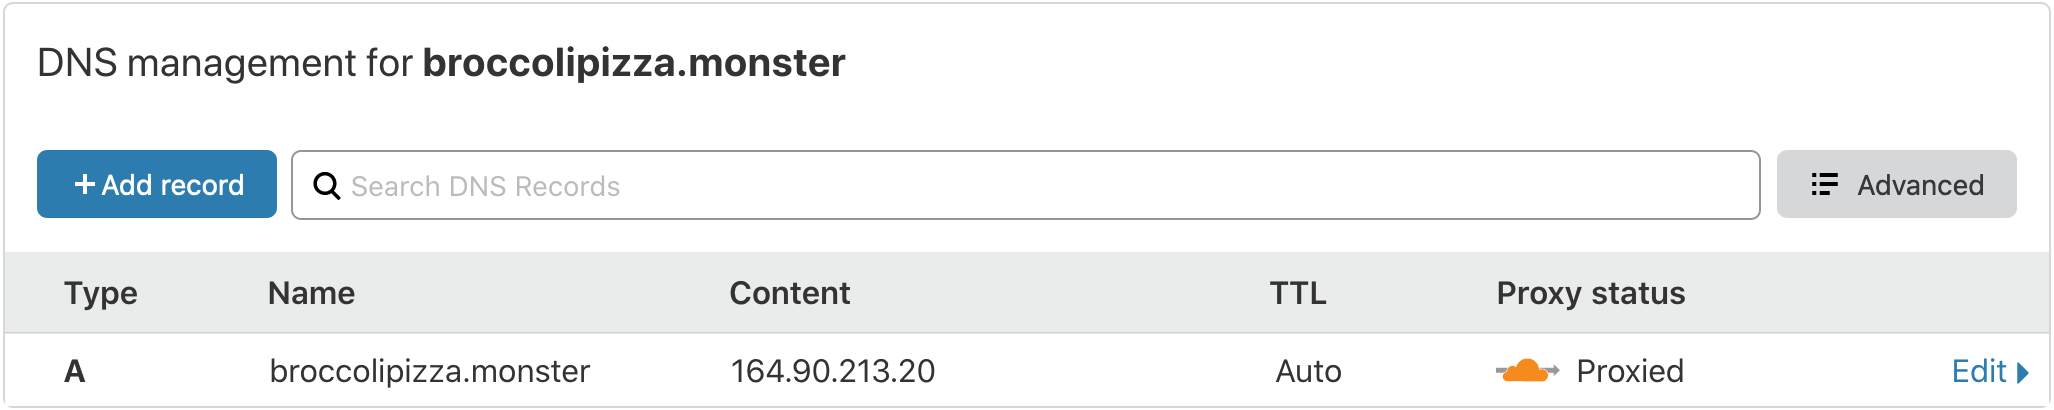 DNS management for broccolipizza.monster
+ Add record Search DNS Records Advanced
Type Name Content TTL Proxy status
A broccolipizza.monster 164.90.213.20 Auto Proxied Edit